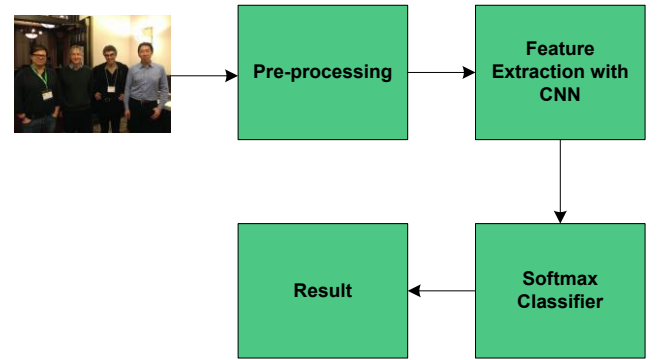 Pre-processing
Feature
Extraction with
CNN
Result
Softmax
Classifier